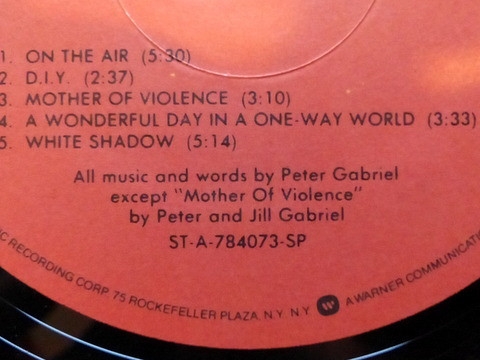 1. ON THE AIR (5:30)
2. D.I.Y. (2:37)
3. MOTHER OF VIOLENCE (3:10)
4. A WONDERFUL DAY IN A ONE-WAY WORLD (3:33)
5. WHITE SHADOW (5:14)
All music and words by Peter Gabriel
except "Mother Of Violence"
by Peter and Jill Gabriel
ST-A-784073-SP
RECORDING CORP. 75 ROCKEFELLER PLAZA, N.Y. N.Y. W A WARNER